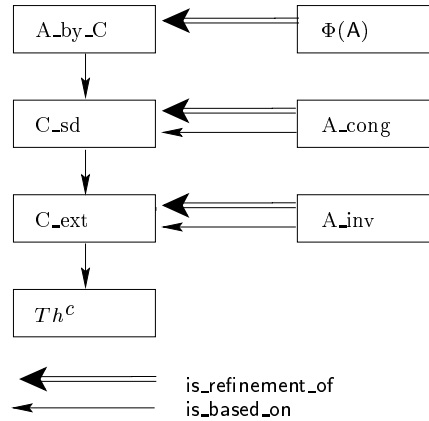 A_by_C Φ(A)
C_sd A_cong
C_ext A_inv
Th^C
is_refinement_of
is_based_on